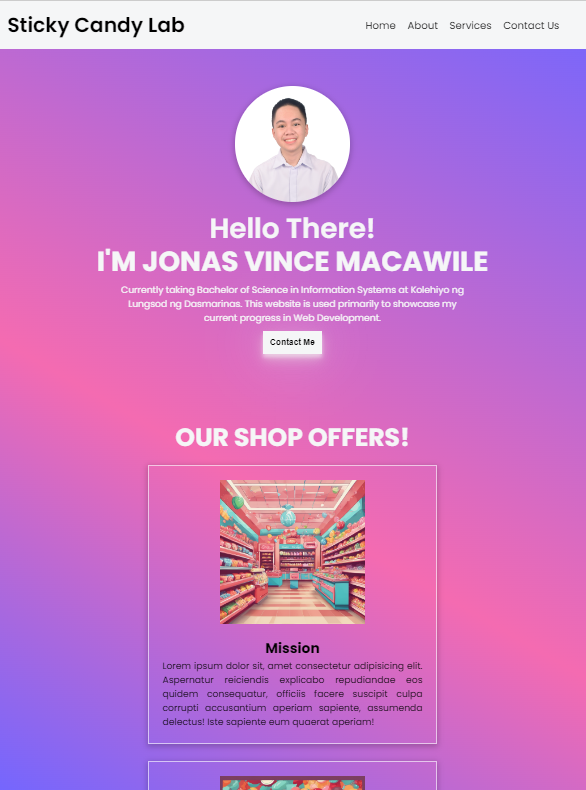 Sticky Candy Lab
Home About Services Contact Us
Hello There!
I'M JONAS VINCE MACAWILE
Currently taking Bachelor of Science in Information Systems at Kolehiyo ng
Lungsod ng Dasmarinas. This website is used primarily to showcase my
current progress in Web Development.
Contact Me
OUR SHOP OFFERS!
Mission
Lorem ipsum dolor sit, amet consectetur adipisicing elit.
Aspernatur reiciendis explicabo repudiandae eos
quidem consequatur, officiis facere suscipit culpa
corrupti accusantium aperiam sapiente, assumenda
delectus! Iste sapiente eum quaerat aperiam!